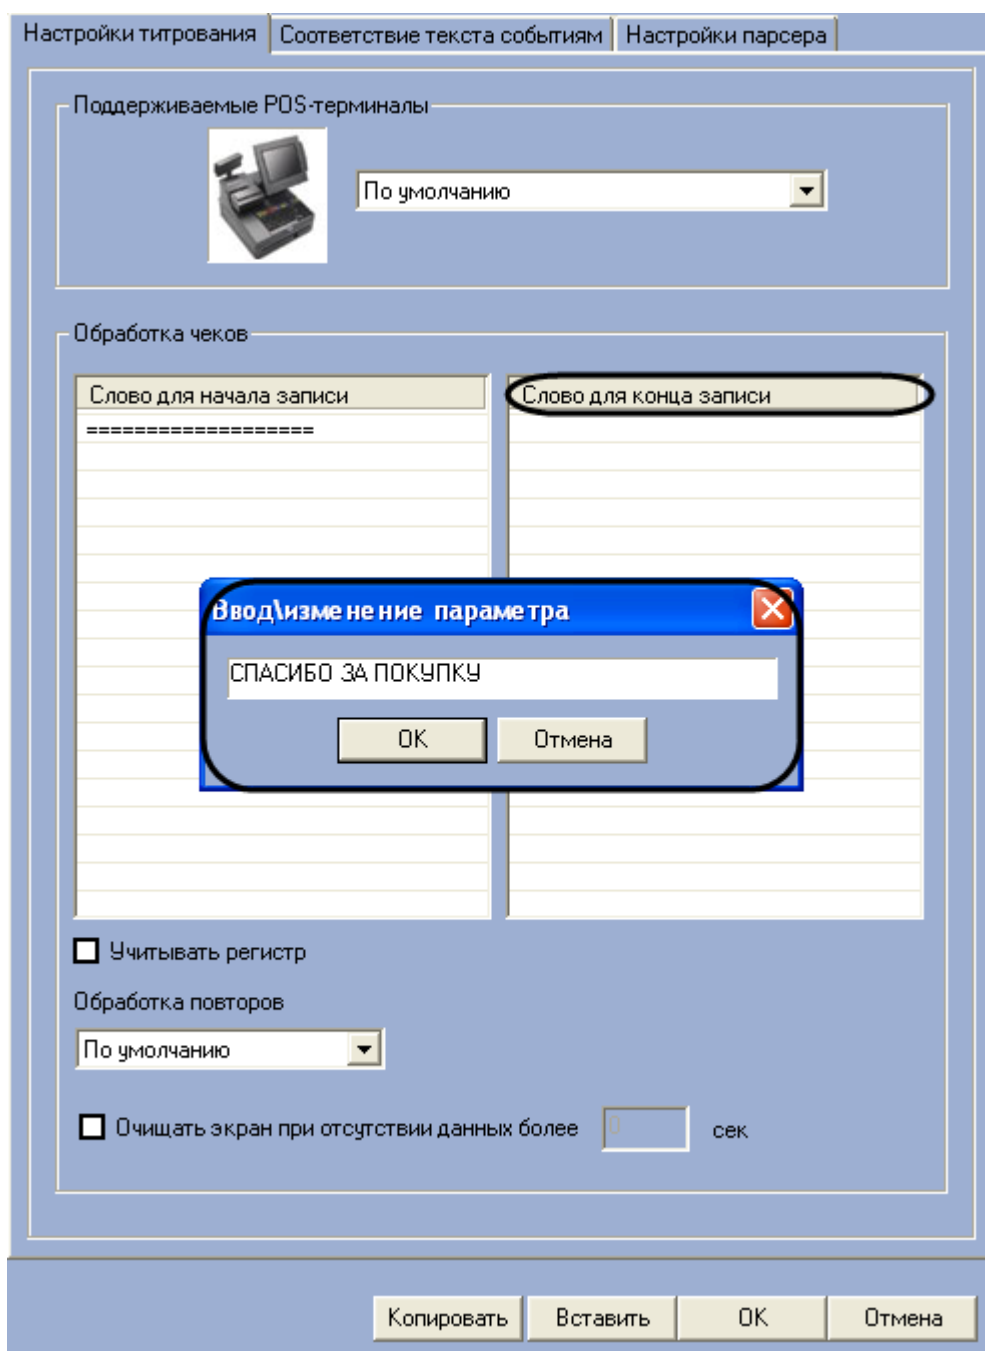 Настройки титрования
Соответствие текста событиям
Настройки парсера
Поддерживаемые POS-терминалы
По умолчанию
Обработка чеков
Слово для начала записи
Слово для конца записи
===================
Ввод\изменение параметра
СПАСИБО ЗА ПОКУПКУ
OK
Отмена
Учитывать регистр
Обработка повторов
По умолчанию
Очищать экран при отсутствии данных более 0 сек
Копировать
Вставить
OK
Отмена